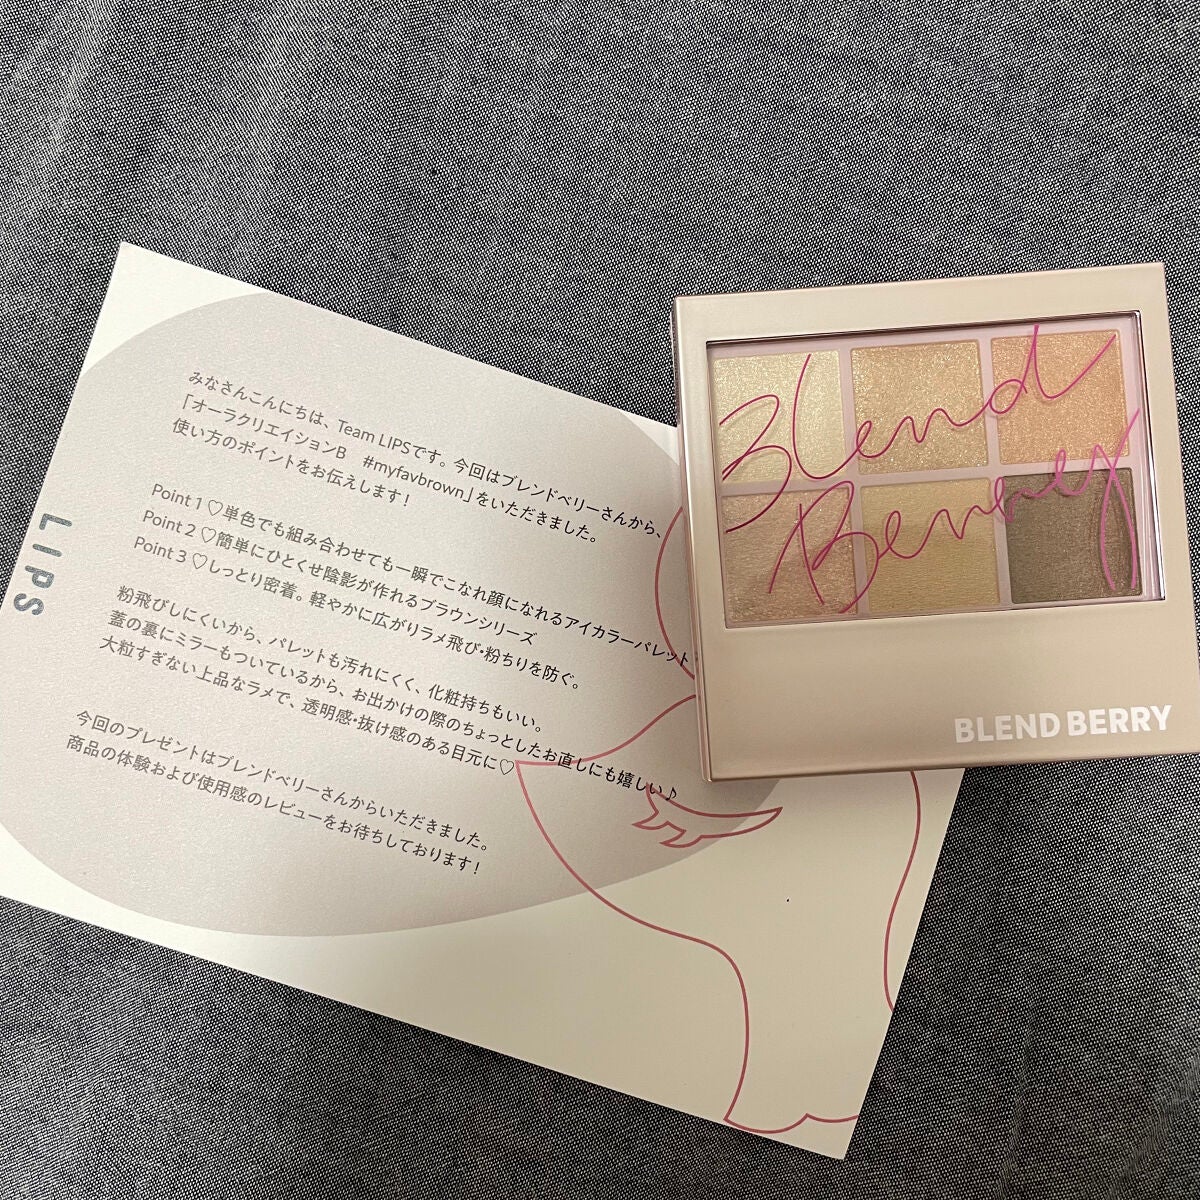 みなさんこんにちは、Team LIPSです。今回はブレンドベリーさんから、
「オーラクリエイションB #myfavbrown」をいただきました。
使い方のポイントをお伝えします！
Point 1 ♡単色でも組み合わせても一瞬でこなれ顔になれるアイカラーパレット
Point 2 ♡簡単にひとくせ陰影が作れるブラウンシリーズ
Point 3 ♡しっとり密着。軽やかに広がりラメ飛び・粉ちりを防ぐ。
粉飛びしにくいから、パレットも汚れにくく、化粧持ちもいい。
蓋の裏にミラーもついているから、お出かけの際のちょっとしたお直しにも嬉しい♪
大粒すぎない上品なラメで、透明感・抜け感のある目元に♡
今回のプレゼントはブレンドベリーさんからいただきました。
商品の体験および使用感のレビューをお待ちしております！
LIPS
Blend
Berry
BLEND BERRY